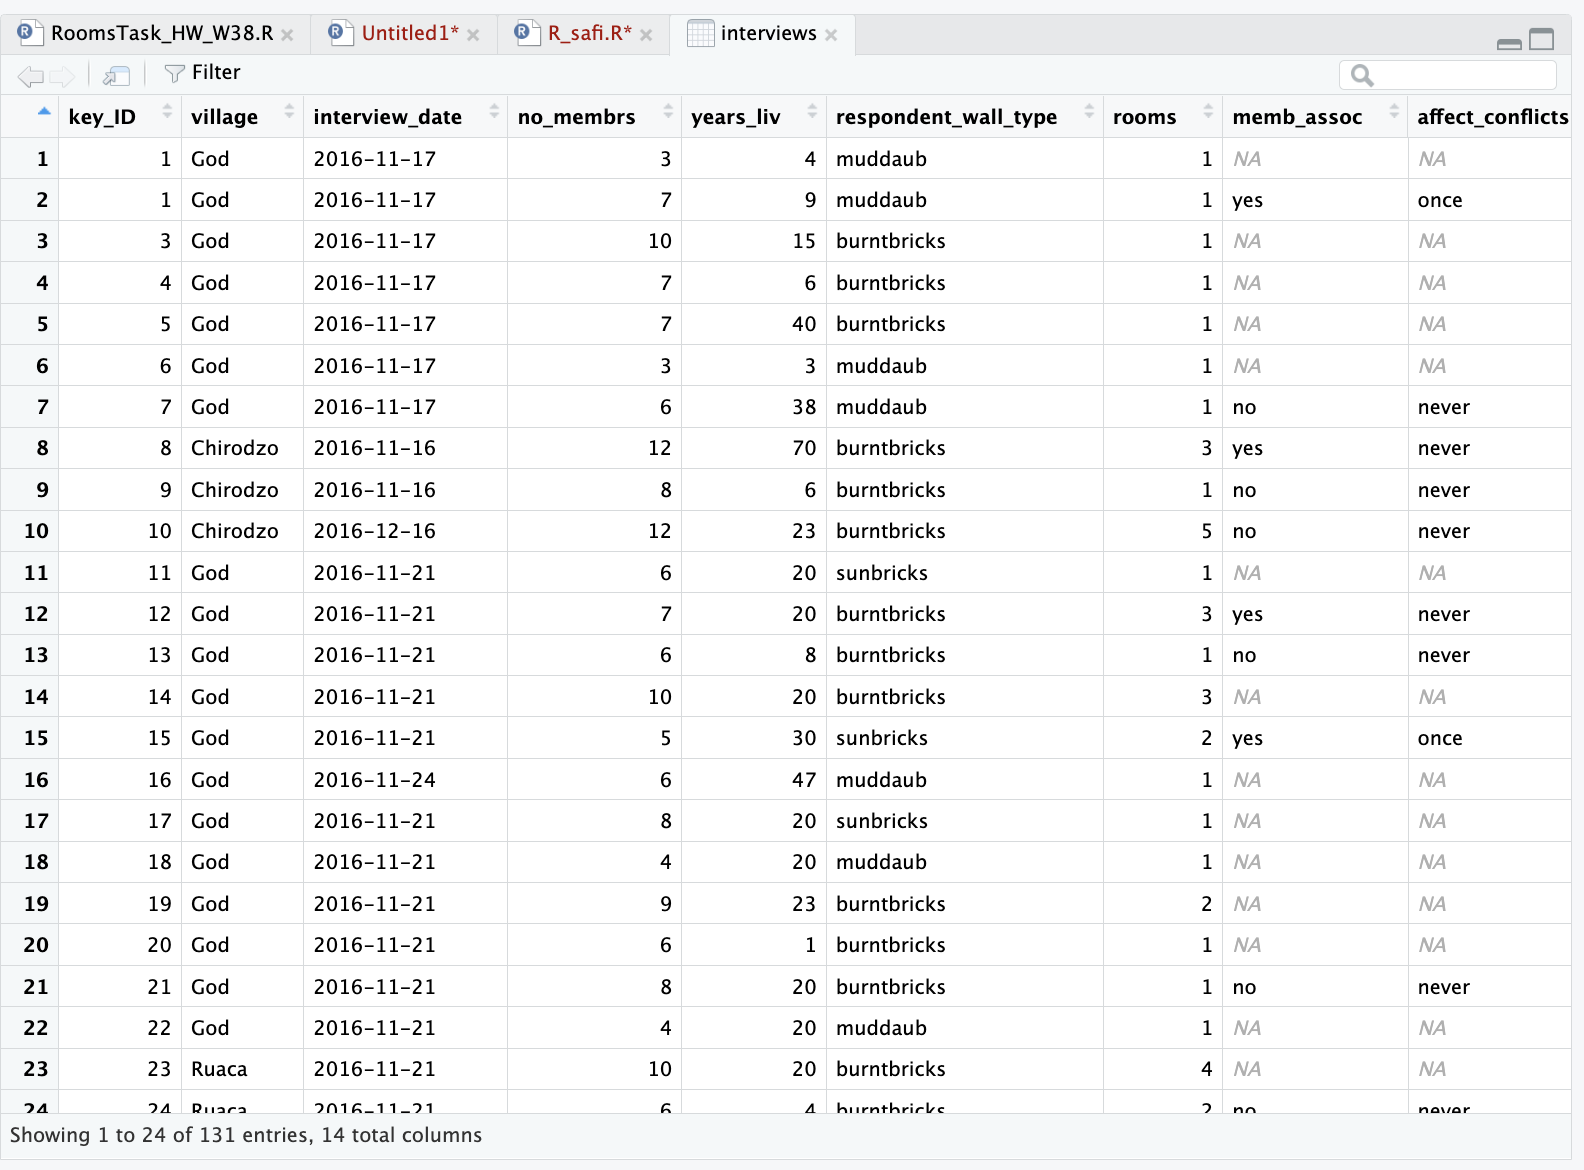 RoomsTask_HW_W38.R Untitled1* R_safi.R* interviews
Filter
key_ID village interview_date no_membrs years_liv respondent_wall_type rooms memb_assoc affect_conflicts
1 1 God 2016-11-17 3 4 muddaub 1 NA NA
2 1 God 2016-11-17 7 9 muddaub 1 yes once
3 3 God 2016-11-17 10 15 burntbricks 1 NA NA
4 4 God 2016-11-17 7 6 burntbricks 1 NA NA
5 5 God 2016-11-17 7 40 burntbricks 1 NA NA
6 6 God 2016-11-17 3 3 muddaub 1 NA NA
7 7 God 2016-11-17 6 38 muddaub 1 no never
8 8 Chirodzo 2016-11-16 12 70 burntbricks 3 yes never
9 9 Chirodzo 2016-11-16 8 6 burntbricks 1 no never
10 10 Chirodzo 2016-12-16 12 23 burntbricks 5 no never
11 11 God 2016-11-21 6 20 sunbricks 1 NA NA
12 12 God 2016-11-21 7 20 burntbricks 3 yes never
13 13 God 2016-11-21 6 8 burntbricks 1 no never
14 14 God 2016-11-21 10 20 burntbricks 3 NA NA
15 15 God 2016-11-21 5 30 sunbricks 2 yes once
16 16 God 2016-11-24 6 47 muddaub 1 NA NA
17 17 God 2016-11-21 8 20 sunbricks 1 NA NA
18 18 God 2016-11-21 4 20 muddaub 1 NA NA
19 19 God 2016-11-21 9 23 burntbricks 2 NA NA
20 20 God 2016-11-21 6 1 burntbricks 1 NA NA
21 21 God 2016-11-21 8 20 burntbricks 1 no never
22 22 God 2016-11-21 4 20 muddaub 1 NA NA
23 23 Ruaca 2016-11-21 10 20 burntbricks 4 NA NA
24 24 Ruaca 2016-11-21 6 4 burntbricks 2 no never
Showing 1 to 24 of 131 entries, 14 total columns